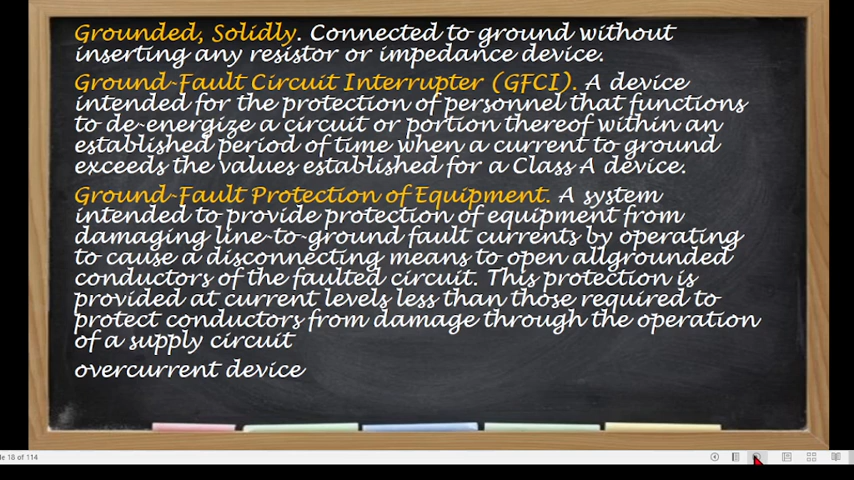 Grounded, Solidly. Connected to ground without
inserting any resistor or impedance device.
Ground-Fault Circuit Interrupter (GFCI). A device
intended for the protection of personnel that functions
to de-energize a circuit or portion thereof within an
established period of time when a current to ground
exceeds the values established for a Class A device.
Ground-Fault Protection of Equipment. A system
intended to provide protection of equipment from
damaging line-to-ground fault currents by operating
to cause a disconnecting means to open allgrounded
conductors of the faulted circuit. This protection is
provided at current levels less than those required to
protect conductors from damage through the operation
of a supply circuit
overcurrent device
de 18 of 114